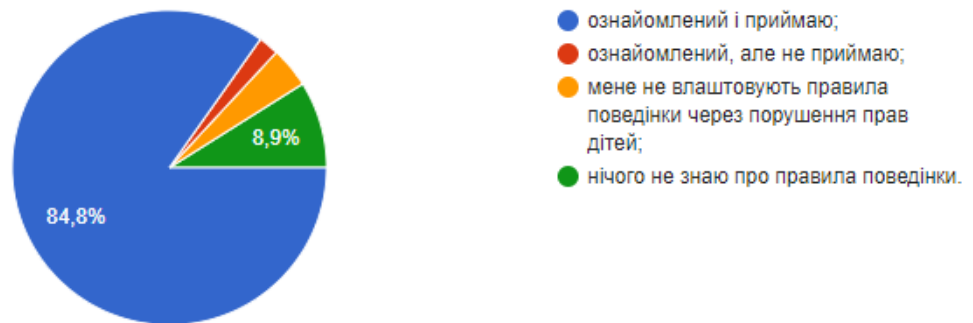 ознайомлений і приймаю;
ознайомлений, але не приймаю;
мене не влаштовують правила
поведінки через порушення прав
дітей;
нічого не знаю про правила поведінки.
8,9%
84,8%